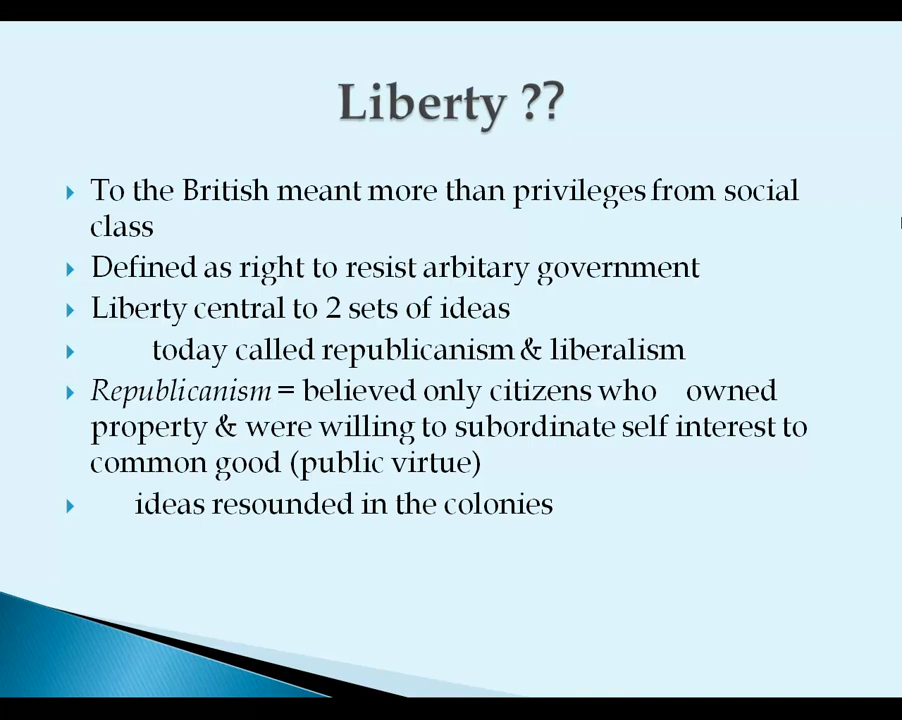 Liberty ??
To the British meant more than privileges from social
class
Defined as right to resist arbitary government
Liberty central to 2 sets of ideas
today called republicanism & liberalism
Republicanism = believed only citizens who owned
property & were willing to subordinate self interest to
common good (public virtue)
ideas resounded in the colonies